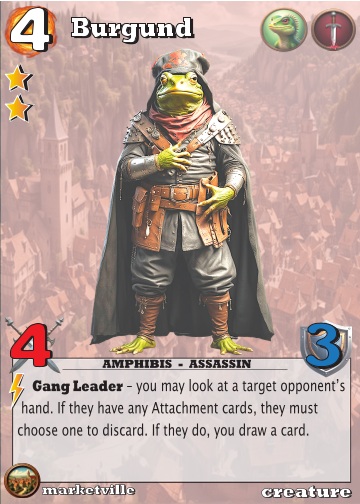 4 Burgund
4
3
AMPHIBIS - ASSASSIN
Gang Leader - you may look at a target opponent's
hand. If they have any Attachment cards, they must
choose one to discard. If they do, you draw a card.
marketville
creature